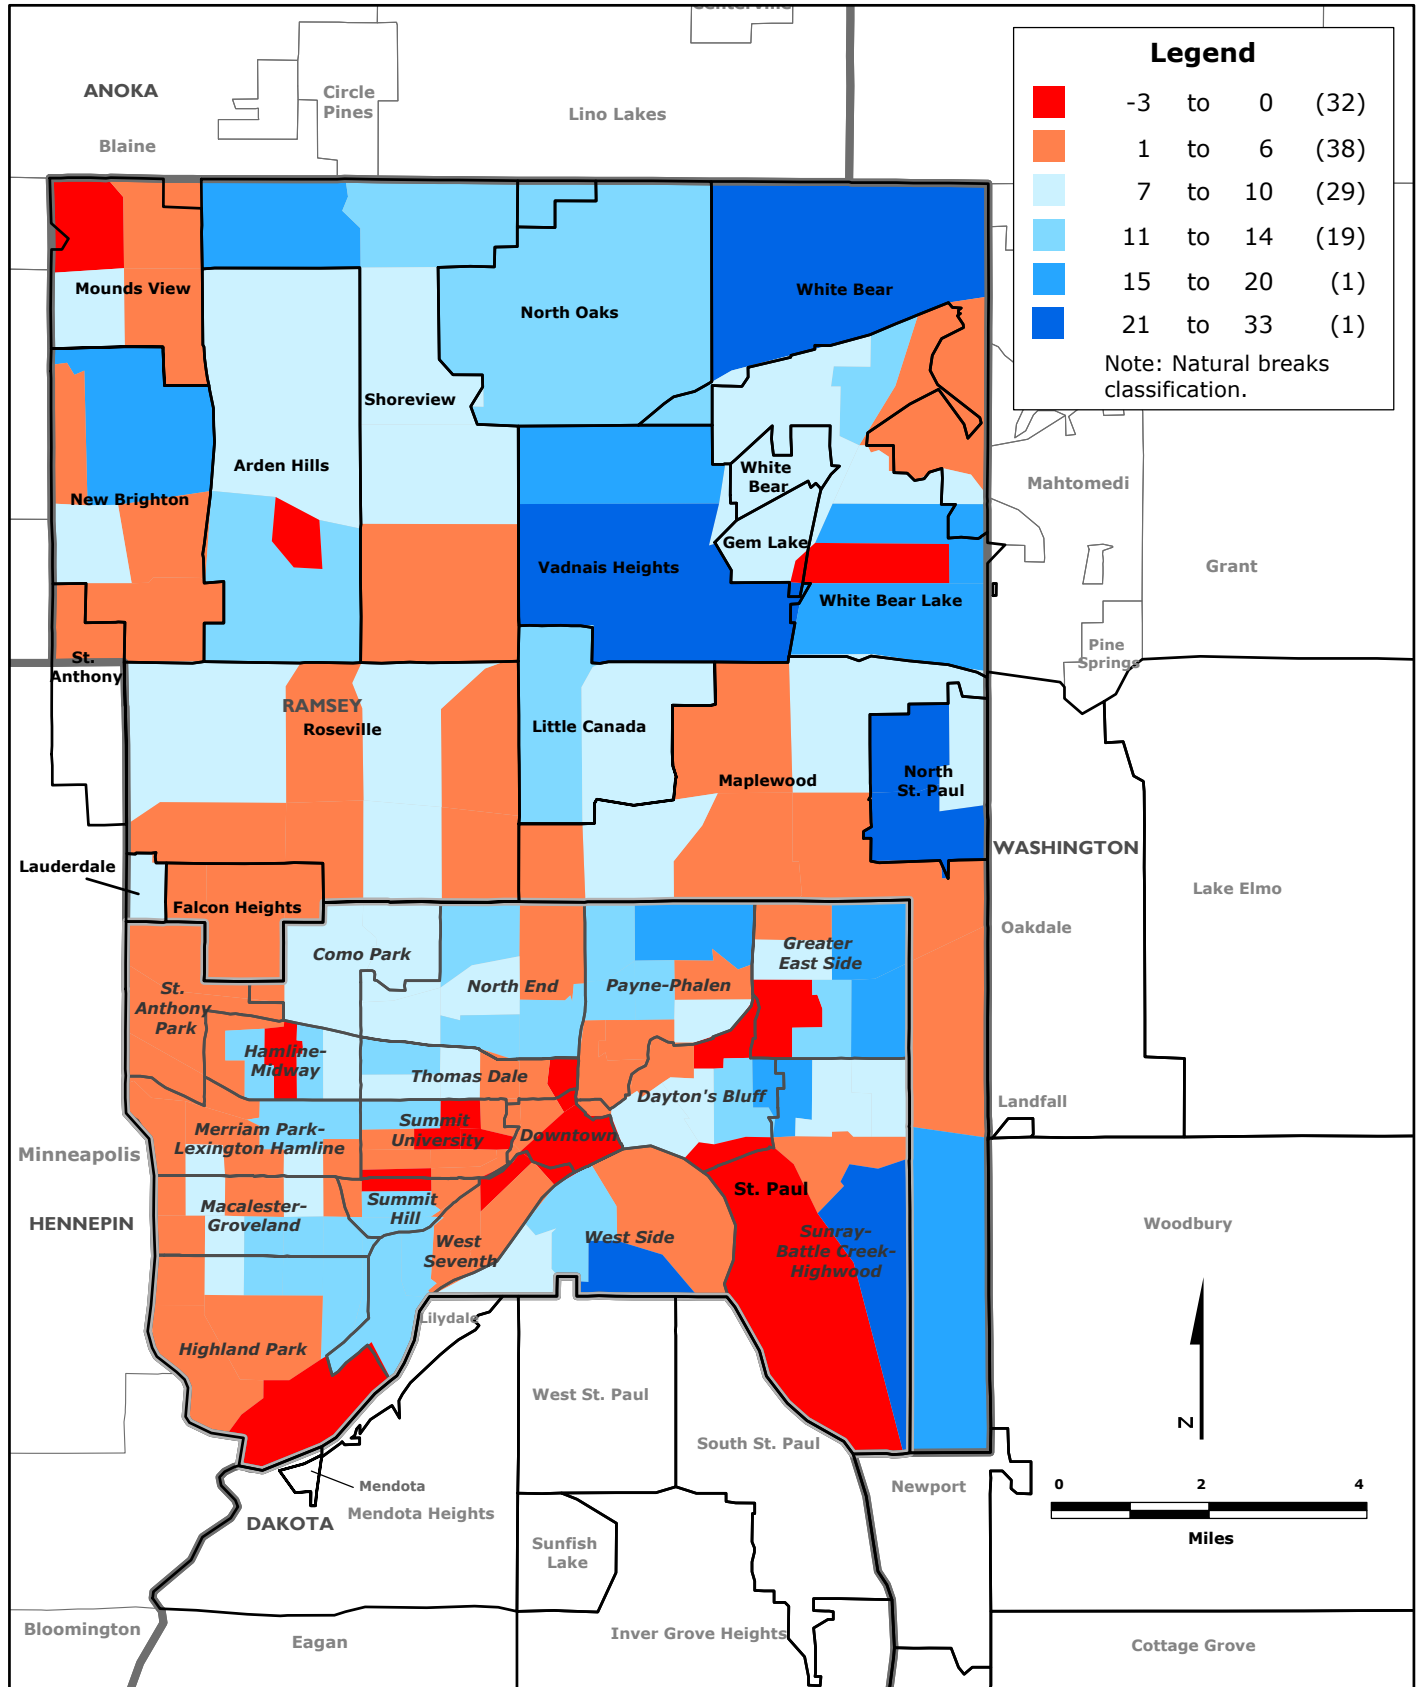 Centerville
Legend
-3 to 0 (32)
1 to 6 (38)
7 to 10 (29)
11 to 14 (19)
15 to 20 (1)
21 to 33 (1)
Note: Natural breaks
classification.
ANOKA
Circle
Pines
Lino Lakes
Blaine
Mounds View
North Oaks
White Bear
Shoreview
Arden Hills
White
Bear
New Brighton
Mahtomedi
Gem Lake
Vadnais Heights
Grant
White Bear Lake
St.
Anthony
Pine
Springs
RAMSEY
Roseville
Little Canada
Maplewood
North
St. Paul
WASHINGTON
Lauderdale
Lake Elmo
Falcon Heights
Oakdale
Como Park
Greater
East Side
North End
Payne-Phalen
St.
Anthony
Park
Hamline-
Midway
Thomas Dale
Dayton's Bluff
Landfall
Summit
University
Merriam Park-
Lexington Hamline
Downtown
Minneapolis
St. Paul
Macalester-
Groveland
Summit
Hill
HENNEPIN
Woodbury
West
Seventh
West Side
Sunray-
Battle Creek-
Highwood
Lilydale
Highland Park
West St. Paul
N
South St. Paul
Mendota
Newport
0 2 4
Miles
DAKOTA
Mendota Heights
Sunfish
Lake
Bloomington
Eagan
Inver Grove Heights
Cottage Grove